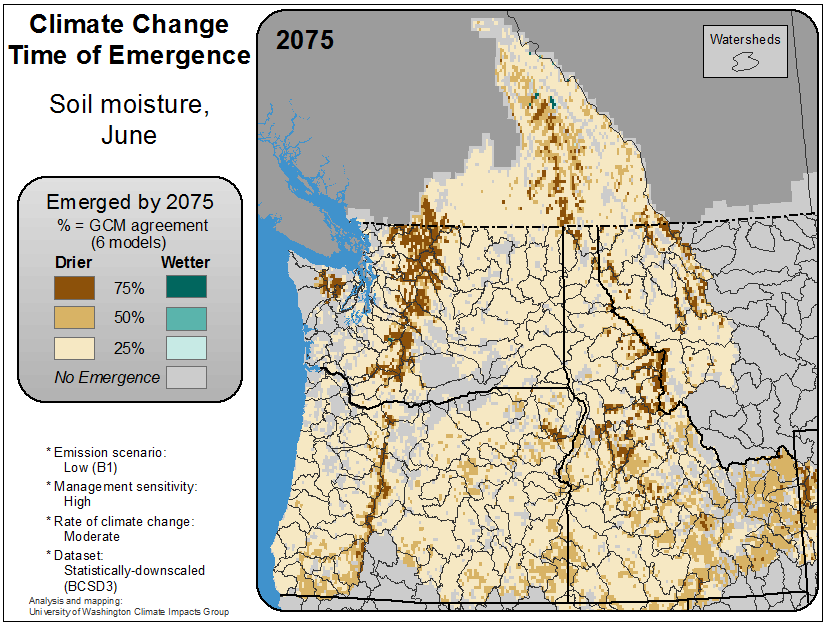 Climate Change
Time of Emergence
Soil moisture,
June
Emerged by 2075
% = GCM agreement
(6 models)
Drier Wetter
75%
50%
25%
No Emergence
* Emission scenario:
Low (B1)
* Management sensitivity:
High
* Rate of climate change:
Moderate
* Dataset:
Statistically-downscaled
(BCSD3)
Analysis and mapping:
University of Washington Climate Impacts Group
2075
Watersheds